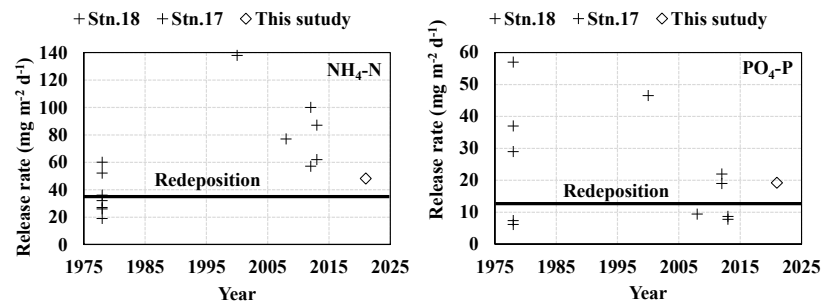 + Stn.18 + Stn.17 ◇ This sutudy
NH4-N
Release rate (mg m-2 d-1)
140
120
100
80
60
40
20
0
Redeposition
1975 1985 1995 2005 2015 2025
Year
+ Stn.18 + Stn.17 ◇ This sutudy
PO4-P
Release rate (mg m-2 d-1)
60
50
40
30
20
10
0
Redeposition
1975 1985 1995 2005 2015 2025
Year